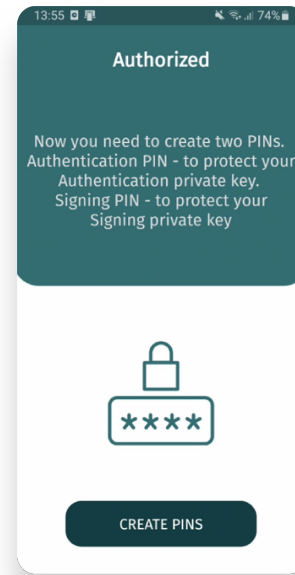 13:55 74%
Authorized
Now you need to create two PINs.
Authentication PIN - to protect your
Authentication private key.
Signing PIN - to protect your
Signing private key
****
CREATE PINS